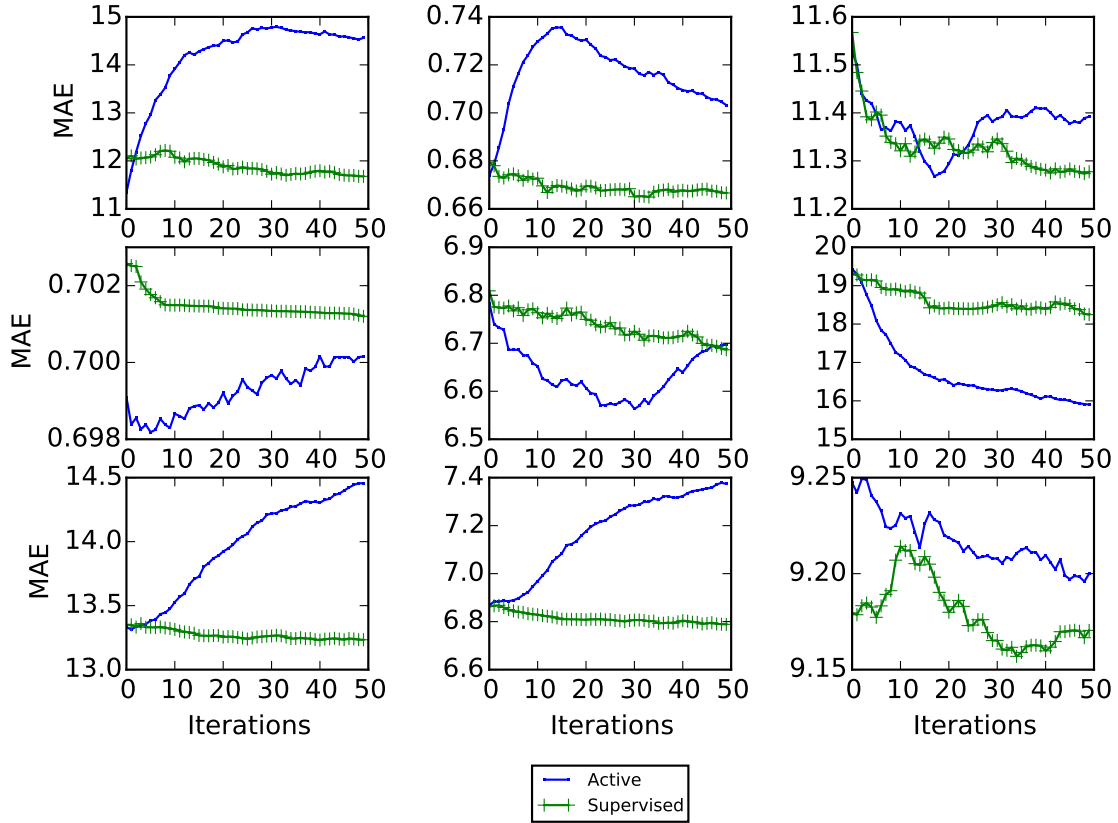 15
14
13
12
11
MAE
0 10 20 30 40 50
0.74
0.72
0.70
0.68
0.66
0 10 20 30 40 50
11.6
11.5
11.4
11.3
11.2
0 10 20 30 40 50
0.702
0.700
0.698
MAE
0 10 20 30 40 50
6.9
6.8
6.7
6.6
6.5
0 10 20 30 40 50
20
19
18
17
16
15
0 10 20 30 40 50
14.5
14.0
13.5
13.0
MAE
0 10 20 30 40 50
Iterations
7.4
7.2
7.0
6.8
6.6
0 10 20 30 40 50
Iterations
9.25
9.20
9.15
0 10 20 30 40 50
Iterations
Active
Supervised